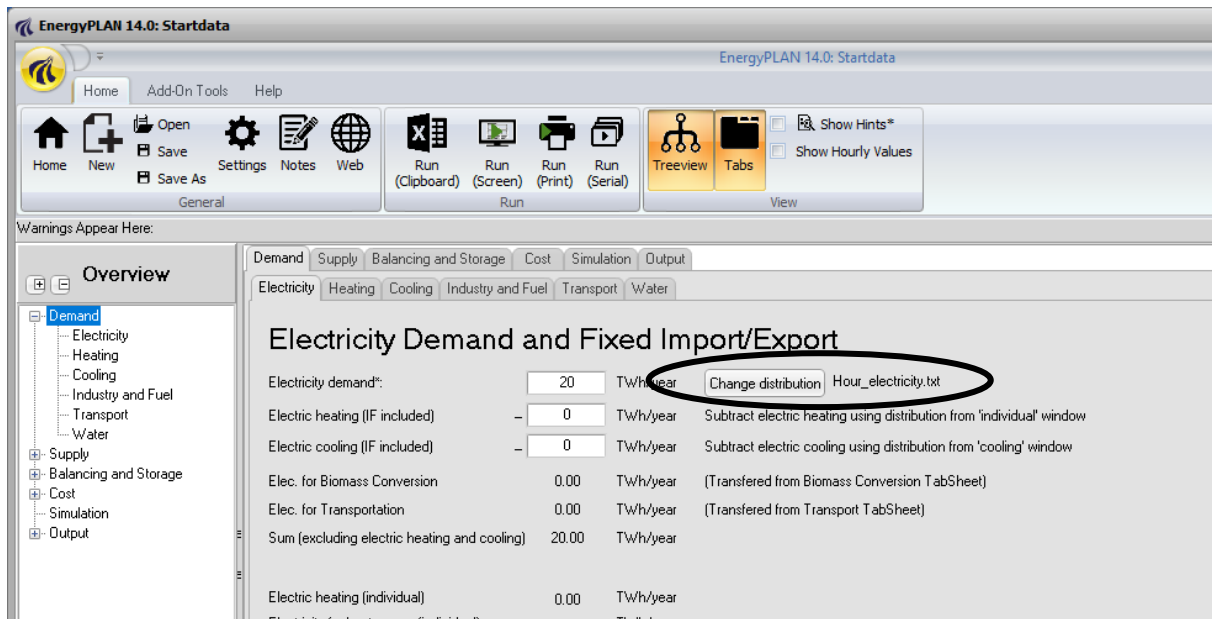 EnergyPLAN 14.0: Startdata
EnergyPLAN 14.0: Startdata
Home Add-On Tools Help
Home
New
Open
Save
Save As
Settings
Notes
Web
General
Run (Clipboard)
Run (Screen)
Run (Print)
Run (Serial)
Run
Treeview
Tabs
Show Hints*
Show Hourly Values
View
Warnings Appear Here:
Overview
Demand
Electricity
Heating
Cooling
Industry and Fuel
Transport
Water
Supply
Balancing and Storage
Cost
Simulation
Output
Demand Supply Balancing and Storage Cost Simulation Output
Electricity Heating Cooling Industry and Fuel Transport Water
Electricity Demand and Fixed Import/Export
Electricity demand*: 20 TWh/year Change distribution Hour_electricity.txt
Electric heating (IF included) – 0 TWh/year Subtract electric heating using distribution from 'individual' window
Electric cooling (IF included) – 0 TWh/year Subtract electric cooling using distribution from 'cooling' window
Elec. for Biomass Conversion 0.00 TWh/year (Transfered from Biomass Conversion TabSheet)
Elec. for Transportation 0.00 TWh/year (Transfered from Transport TabSheet)
Sum (excluding electric heating and cooling) 20.00 TWh/year
Electric heating (individual) 0.00 TWh/year